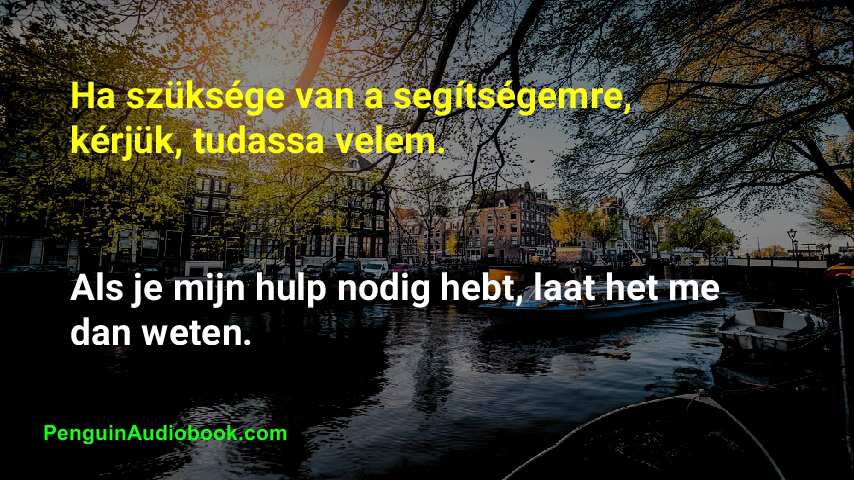 Ha szüksége van a segítségemre,
kérjük, tudassa velem.
Als je mijn hulp nodig hebt, laat het me
dan weten.
PenguinAudiobook.com